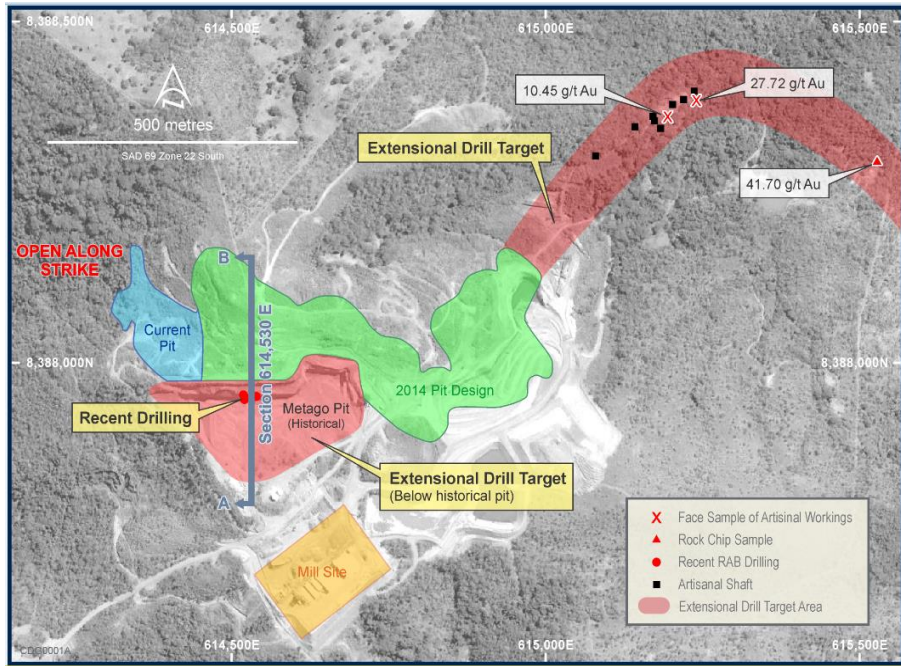 8,388,500N
614,500E
615,000E
615,500E
500 metres
SAD 69 Zone 22 South
10.45 g/t Au
27.72 g/t Au
Extensional Drill Target
41.70 g/t Au
OPEN ALONG
STRIKE
B
Current
Pit
Section 614,530 E
8,388,000N
8,388,000N
2014 Pit Design
Recent Drilling
Metago Pit
(Historical)
Extensional Drill Target
(Below historical pit)
A
Mill Site
X Face Sample of Artisinal Workings
Rock Chip Sample
Recent RAB Drilling
Artisanal Shaft
Extensional Drill Target Area
614,500E
615,000E
615,500E